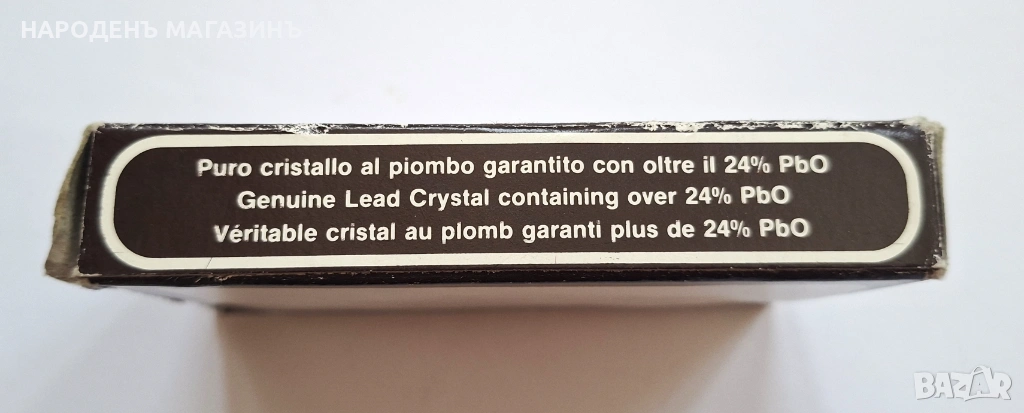 НАРОДЕНЪ МАГАЗИНЪ
Puro cristallo al piombo garantito con oltre il 24% PbO
Genuine Lead Crystal containing over 24% PbO
Véritable cristal au plomb garanti plus de 24% PbO
BAZAR